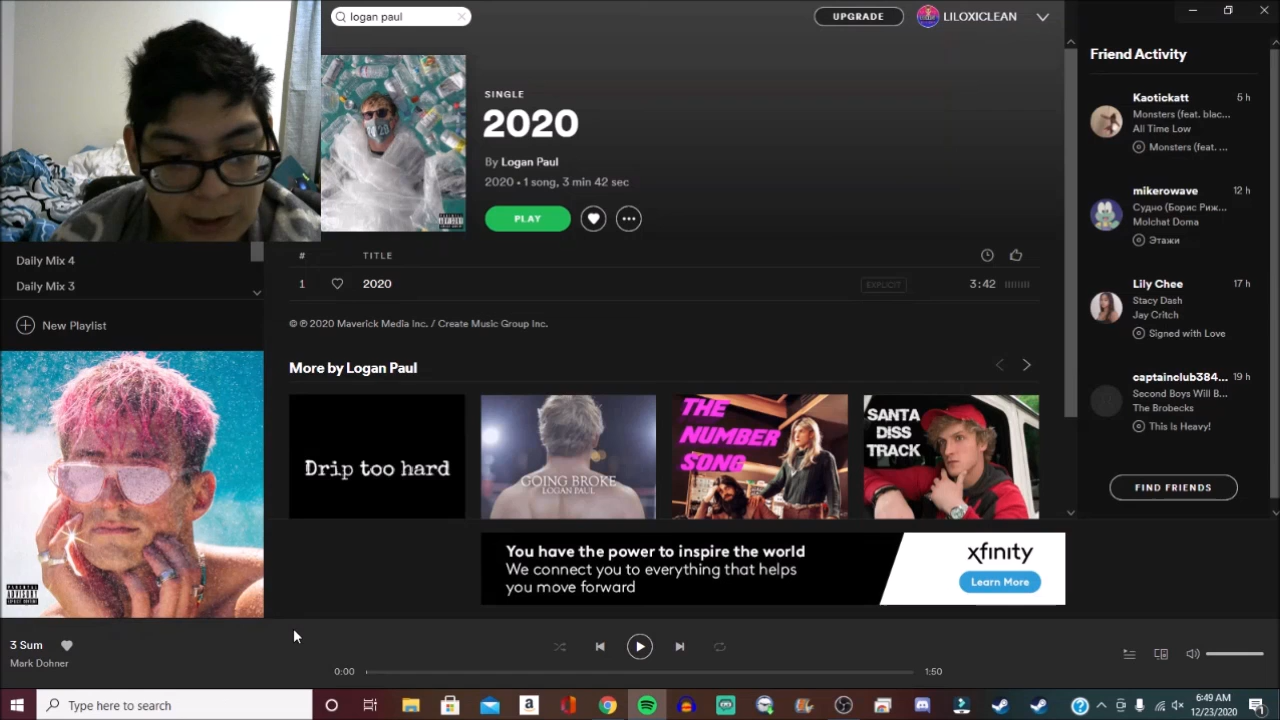 logan paul
UPGRADE
LILOXICLEAN
SINGLE
2020
By Logan Paul
2020 • 1 song, 3 min 42 sec
PLAY
Daily Mix 4
Daily Mix 3
New Playlist
# TITLE
1 2020 EXPLICIT 3:42
© ℗ 2020 Maverick Media Inc. / Create Music Group Inc.
More by Logan Paul
Drip too hard
GOING BROKE
LOGAN PAUL
THE
NUMBER
SONG
SANTA
DISS
TRACK
You have the power to inspire the world
We connect you to everything that helps
you move forward
xfinity
Learn More
Friend Activity
Kaotickatt 5 h
Monsters (feat. blac...
All Time Low
Monsters (feat. ...
mikerowave 12 h
Судно (Борис Риж...
Molchat Doma
Этажи
Lily Chee 17 h
Stacy Dash
Jay Critch
Signed with Love
captainclub384... 19 h
Second Boys Will B...
The Brobecks
This Is Heavy!
FIND FRIENDS
ADVISORY
3 Sum
Mark Dohner
0:00
1:50
Type here to search
a
6:49 AM
12/23/2020
1